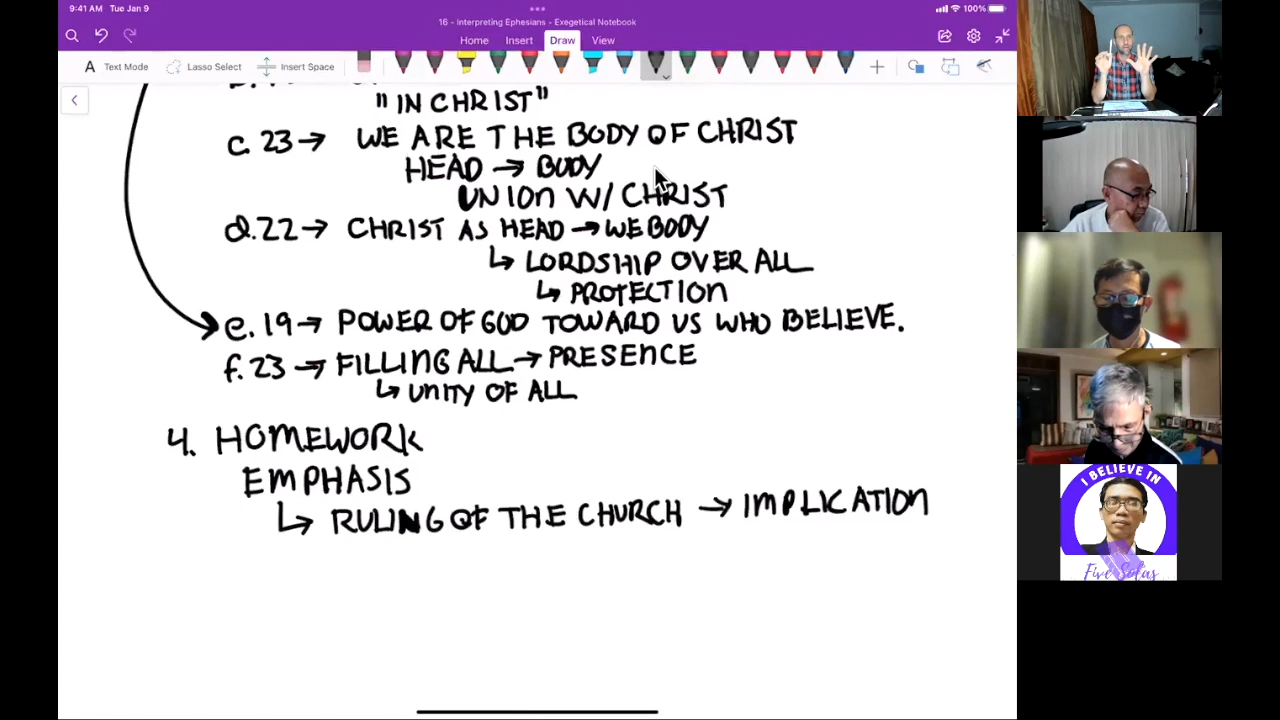 9:41 AM Tue Jan 9
100%
16 - Interpreting Ephesians - Exegetical Notebook
Home Insert Draw View
Text Mode Lasso Select Insert Space
"IN CHRIST"
c. 23 → WE ARE THE BODY OF CHRIST
HEAD → BODY
UNION W/ CHRIST
d. 22 → CHRIST AS HEAD → WE BODY
↳ LORDSHIP OVER ALL
↳ PROTECTION
e. 19 → POWER OF GOD TOWARD US WHO BELIEVE.
f. 23 → FILLING ALL → PRESENCE
↳ UNITY OF ALL
4. HOMEWORK
EMPHASIS
↳ RULING OF THE CHURCH → IMPLICATION
I BELIEVE IN
Five Solas